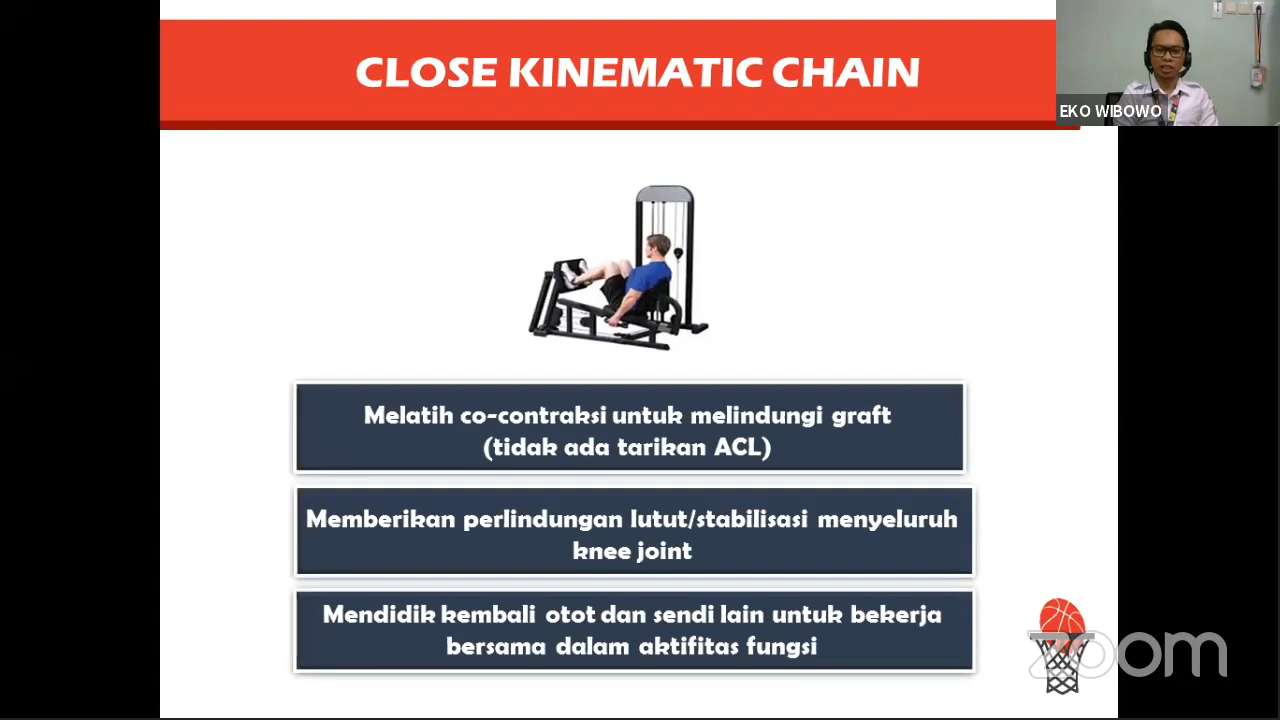 CLOSE KINEMATIC CHAIN
EKO WIBOWO
Melatih co-contraksi untuk melindungi graft
(tidak ada tarikan ACL)
Memberikan perlindungan lutut/stabilisasi menyeluruh
knee joint
Mendidik kembali otot dan sendi lain untuk bekerja
bersama dalam aktifitas fungsi
zoom